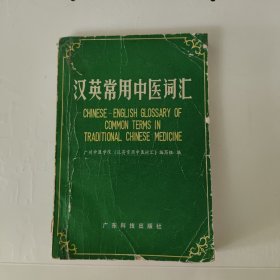 汉英常用中医词汇
CHINESE-ENGLISH GLOSSARY OF
COMMON TERMS IN
TRADITIONAL CHINESE MEDICINE
广州中医学院《汉英常用中医词汇》编写组 编
广东科技出版社